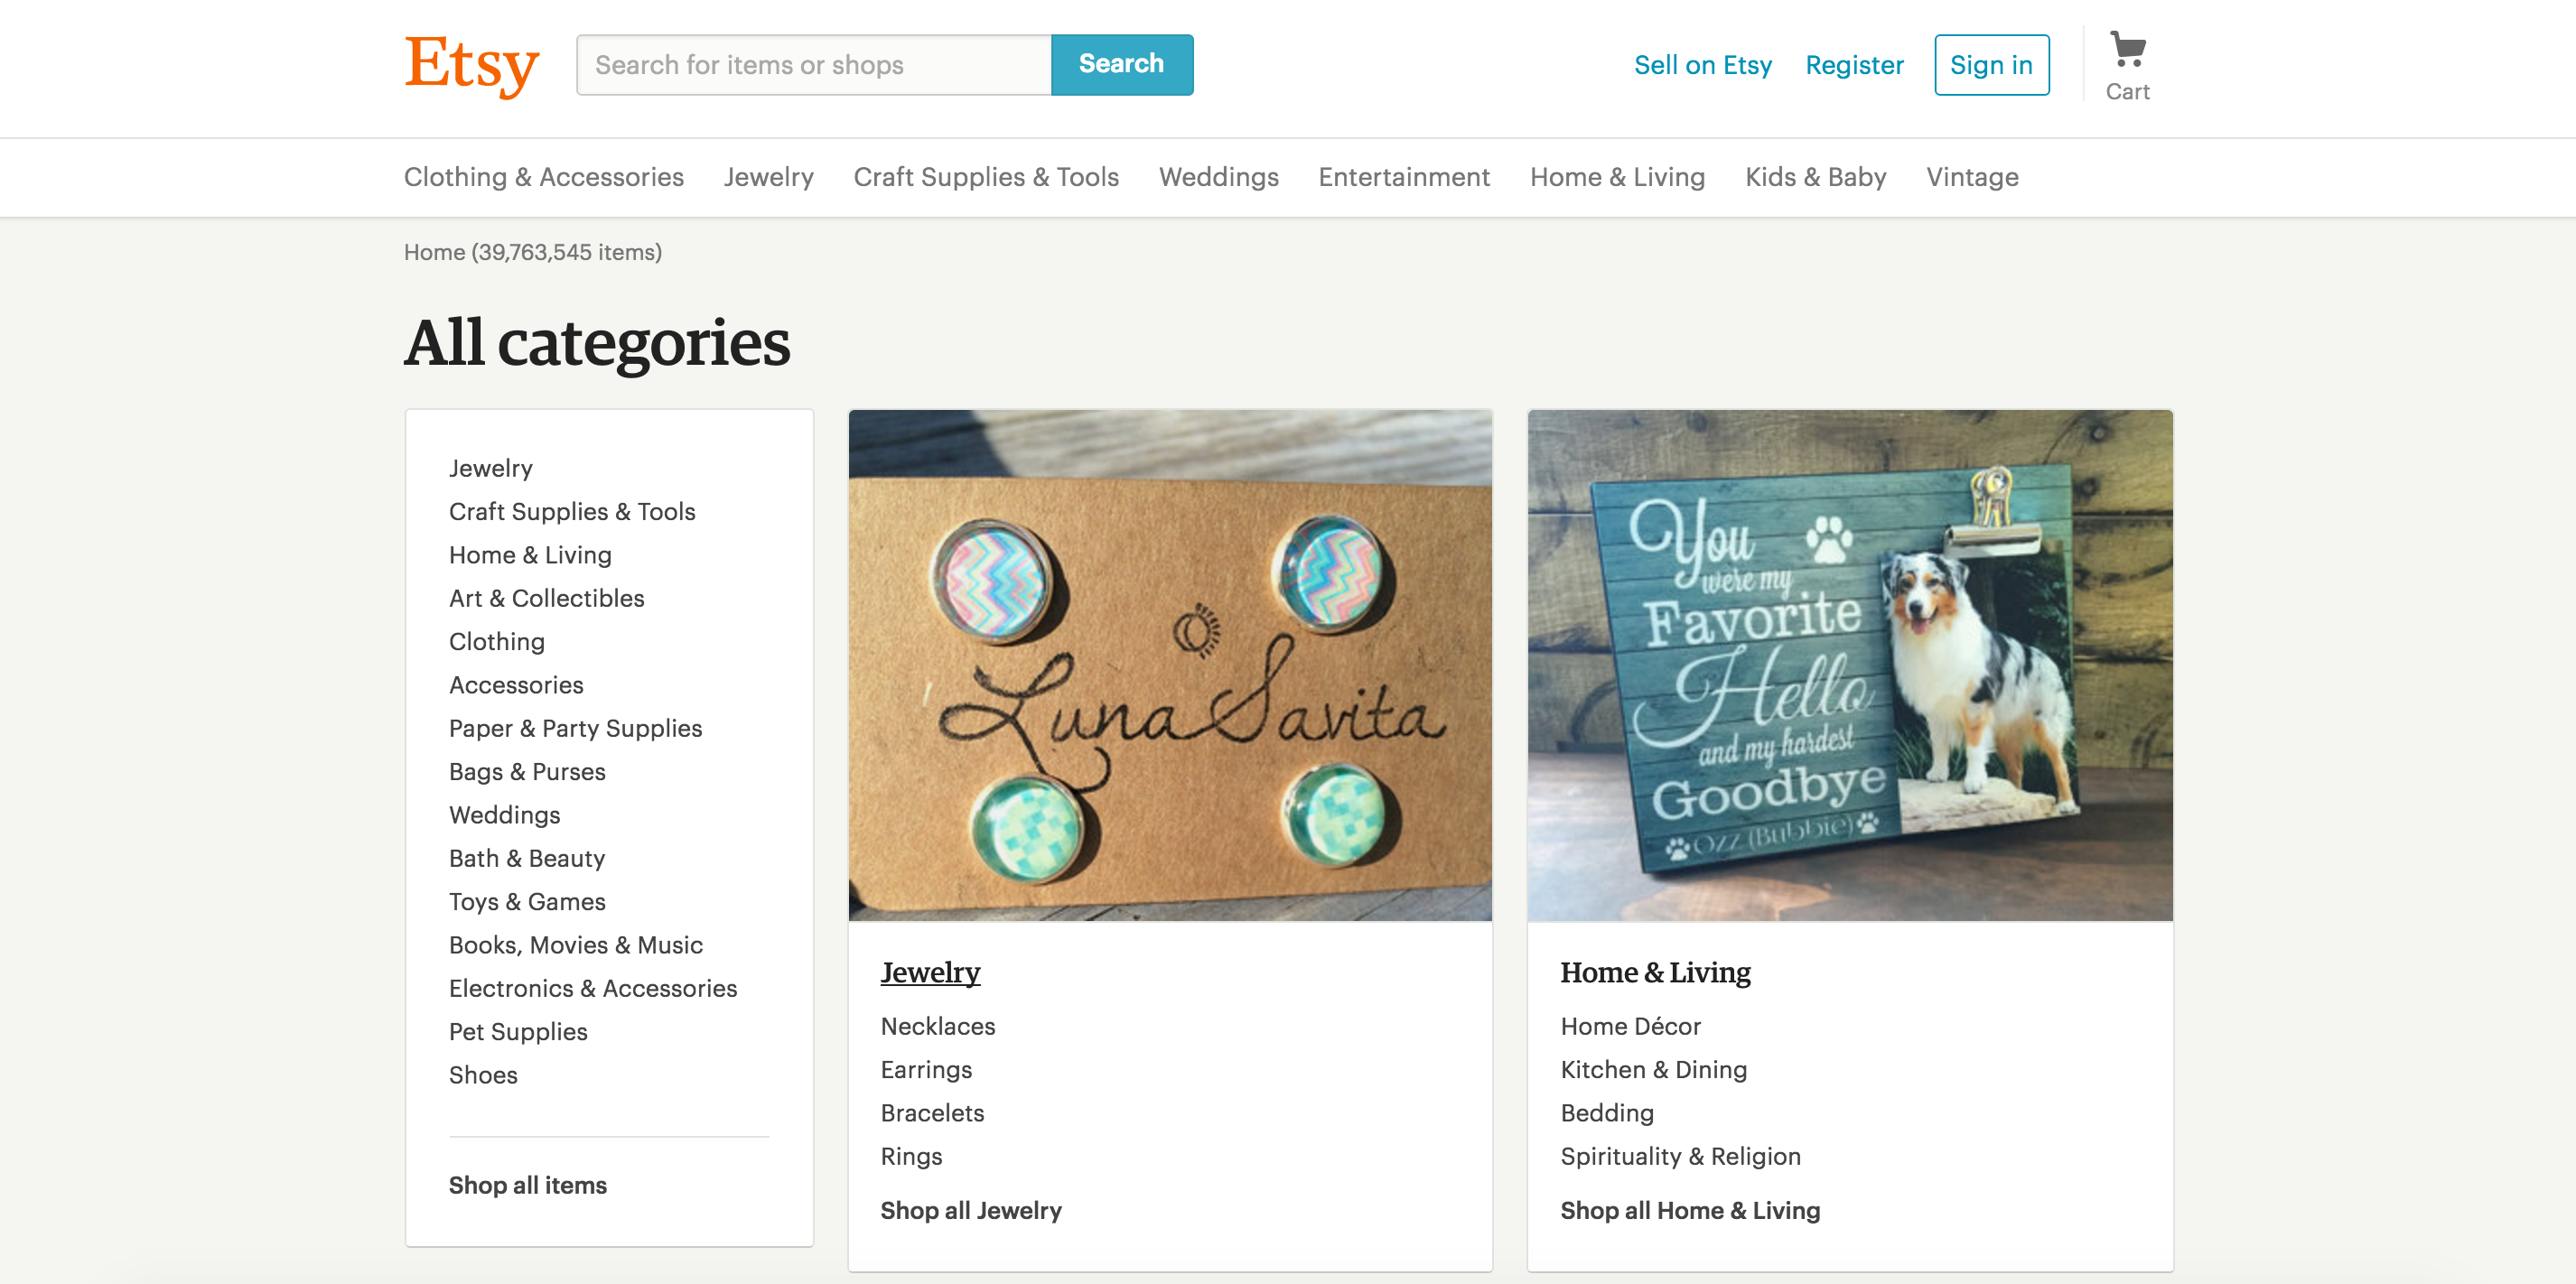 Etsy
Search for items or shops
Search
Sell on Etsy
Register
Sign in
Cart
Clothing & Accessories
Jewelry
Craft Supplies & Tools
Weddings
Entertainment
Home & Living
Kids & Baby
Vintage
Home (39,763,545 items)
All categories
Jewelry
Craft Supplies & Tools
Home & Living
Art & Collectibles
Clothing
Accessories
Paper & Party Supplies
Bags & Purses
Weddings
Bath & Beauty
Toys & Games
Books, Movies & Music
Electronics & Accessories
Pet Supplies
Shoes
Shop all items
Luna Savita
Jewelry
Necklaces
Earrings
Bracelets
Rings
Shop all Jewelry
You
were my
Favorite
Hello
and my hardest
Goodbye
Ozz (Bubbie)
Home & Living
Home Décor
Kitchen & Dining
Bedding
Spirituality & Religion
Shop all Home & Living